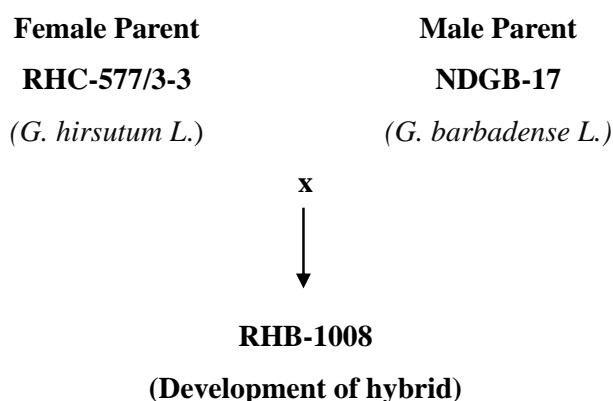 Female Parent Male Parent
RHC-577/3-3 NDGB-17
(G. hirsutum L.) (G. barbadense L.)
x
RHB-1008
(Development of hybrid)